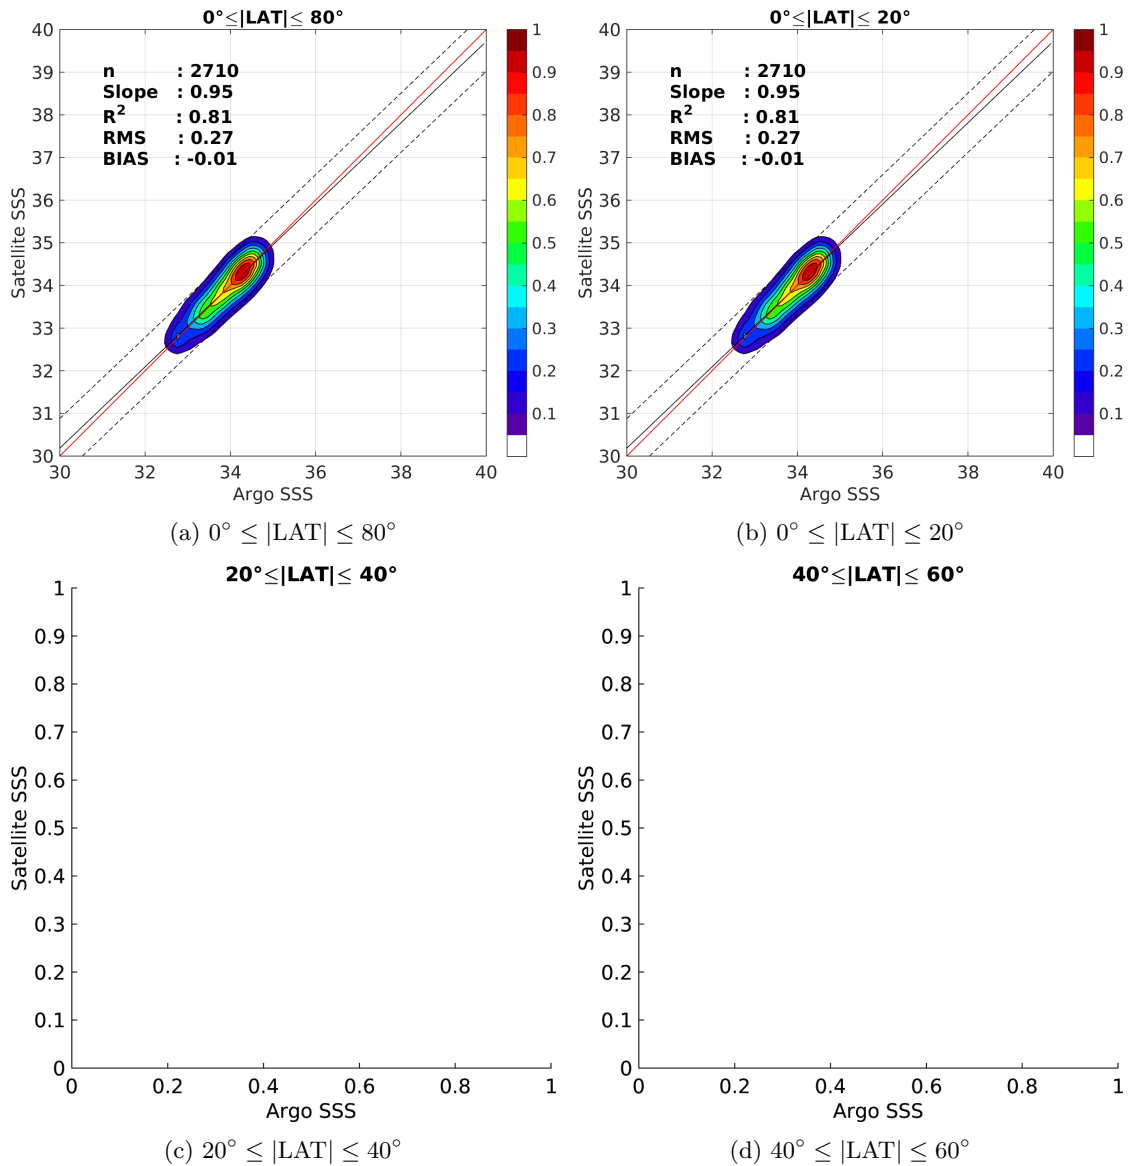 0°≤|LAT|≤ 80°
40
39
38
37
36
35
34
33
32
31
30
Satellite SSS
n : 2710
Slope : 0.95
R² : 0.81
RMS : 0.27
BIAS : -0.01
30 32 34 36 38 40
Argo SSS
1
0.9
0.8
0.7
0.6
0.5
0.4
0.3
0.2
0.1
(a) 0° ≤ |LAT| ≤ 80°
0°≤|LAT|≤ 20°
40
39
38
37
36
35
34
33
32
31
30
Satellite SSS
n : 2710
Slope : 0.95
R² : 0.81
RMS : 0.27
BIAS : -0.01
30 32 34 36 38 40
Argo SSS
1
0.9
0.8
0.7
0.6
0.5
0.4
0.3
0.2
0.1
(b) 0° ≤ |LAT| ≤ 20°
20°≤|LAT|≤ 40°
1
0.9
0.8
0.7
0.6
0.5
0.4
0.3
0.2
0.1
0
Satellite SSS
0 0.2 0.4 0.6 0.8 1
Argo SSS
(c) 20° ≤ |LAT| ≤ 40°
40°≤|LAT|≤ 60°
1
0.9
0.8
0.7
0.6
0.5
0.4
0.3
0.2
0.1
0
Satellite SSS
0 0.2 0.4 0.6 0.8 1
Argo SSS
(d) 40° ≤ |LAT| ≤ 60°